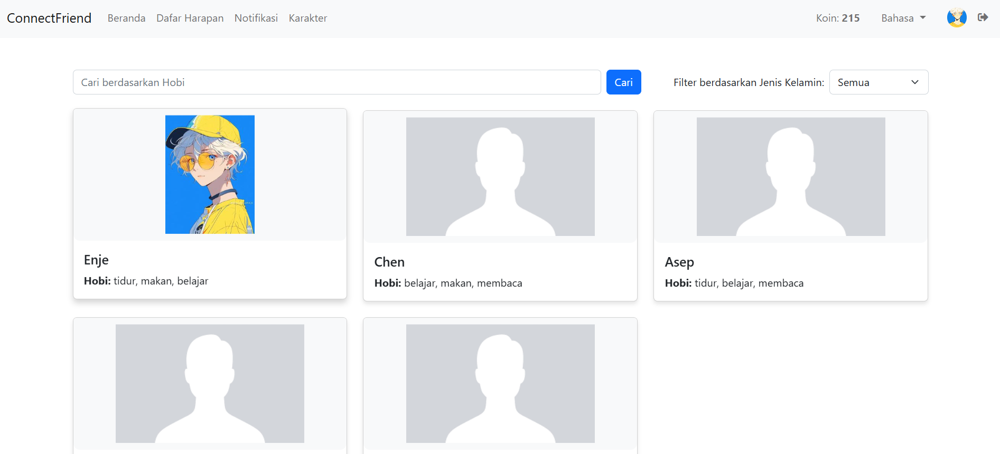 ConnectFriend Beranda Dafar Harapan Notifikasi Karakter Koin: 215 Bahasa
Cari berdasarkan Hobi Cari Filter berdasarkan Jenis Kelamin: Semua
Enje
Hobi: tidur, makan, belajar
Chen
Hobi: belajar, makan, membaca
Asep
Hobi: tidur, belajar, membaca